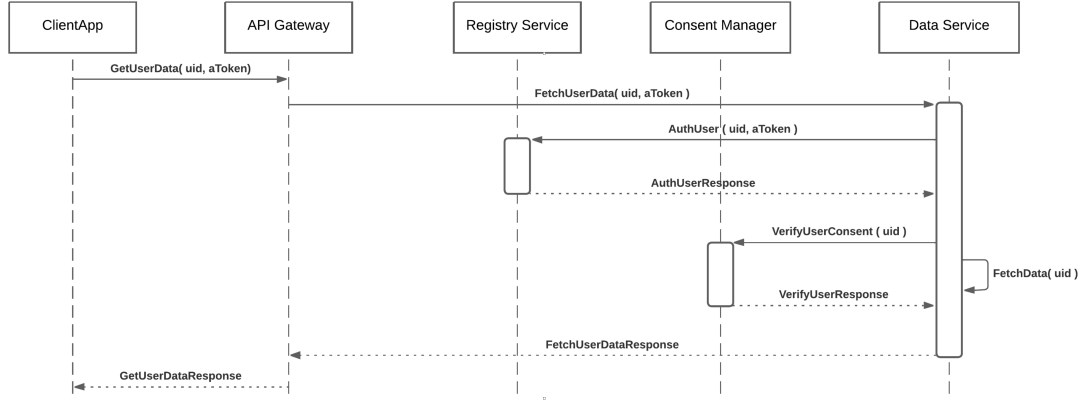 ClientApp
API Gateway
Registry Service
Consent Manager
Data Service
GetUserData( uid, aToken)
FetchUserData( uid, aToken )
AuthUser ( uid, aToken )
AuthUserResponse
VerifyUserConsent ( uid )
FetchData( uid )
VerifyUserResponse
FetchUserDataResponse
GetUserDataResponse